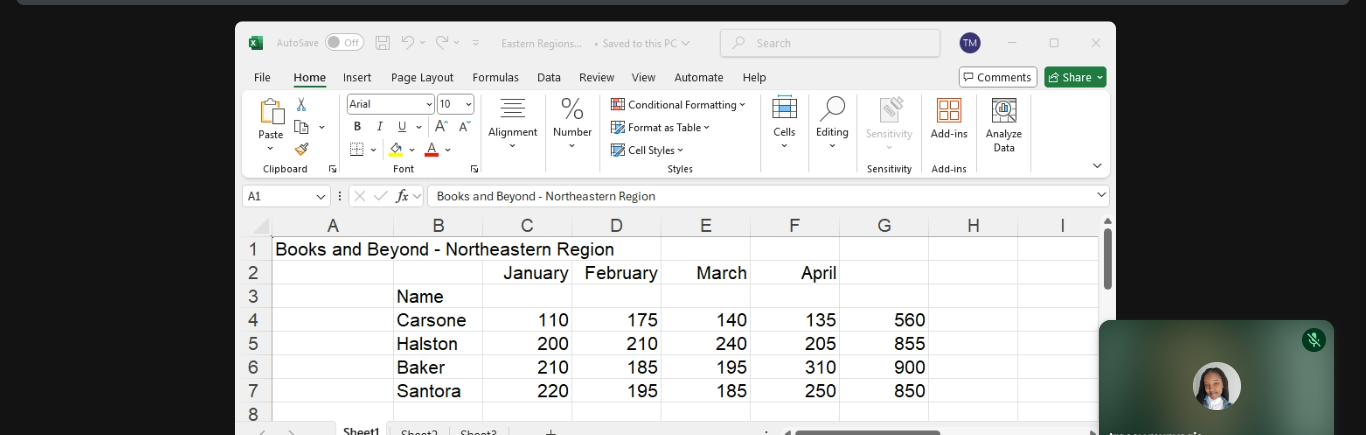 AutoSave Off Eastern Regions... • Saved to this PC Search TM
File Home Insert Page Layout Formulas Data Review View Automate Help Comments Share
Arial 10
Paste B I U A A Alignment % Number Conditional Formatting Format as Table Cell Styles Cells Editing Sensitivity Add-ins Analyze Data
Clipboard Font Styles Sensitivity Add-ins
A1 fx Books and Beyond - Northeastern Region
A B C D E F G H I
1 Books and Beyond - Northeastern Region
2 January February March April
3 Name
4 Carsone 110 175 140 135 560
5 Halston 200 210 240 205 855
6 Baker 210 185 195 310 900
7 Santora 220 195 185 250 850
8
Sheet1 Sheet2 Sheet3